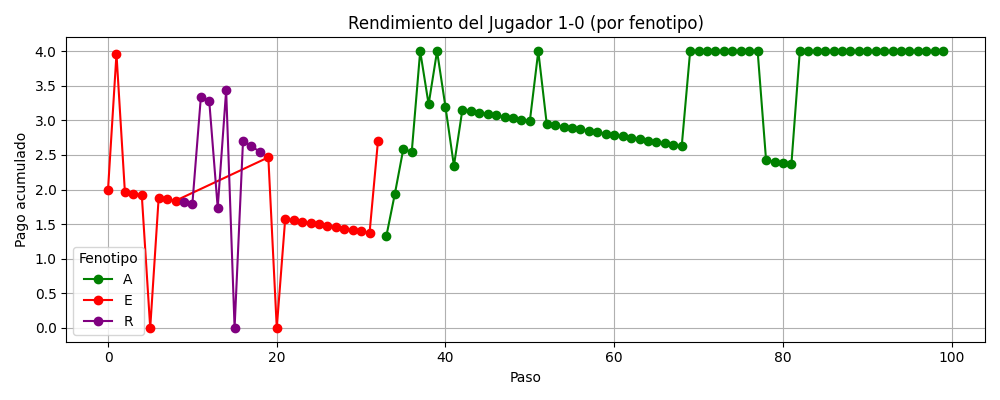 Rendimiento del Jugador 1-0 (por fenotipo)
Pago acumulado
4.0
3.5
3.0
2.5
2.0
1.5
1.0
0.5
0.0
Fenotipo
A
E
R
0 20 40 60 80 100
Paso